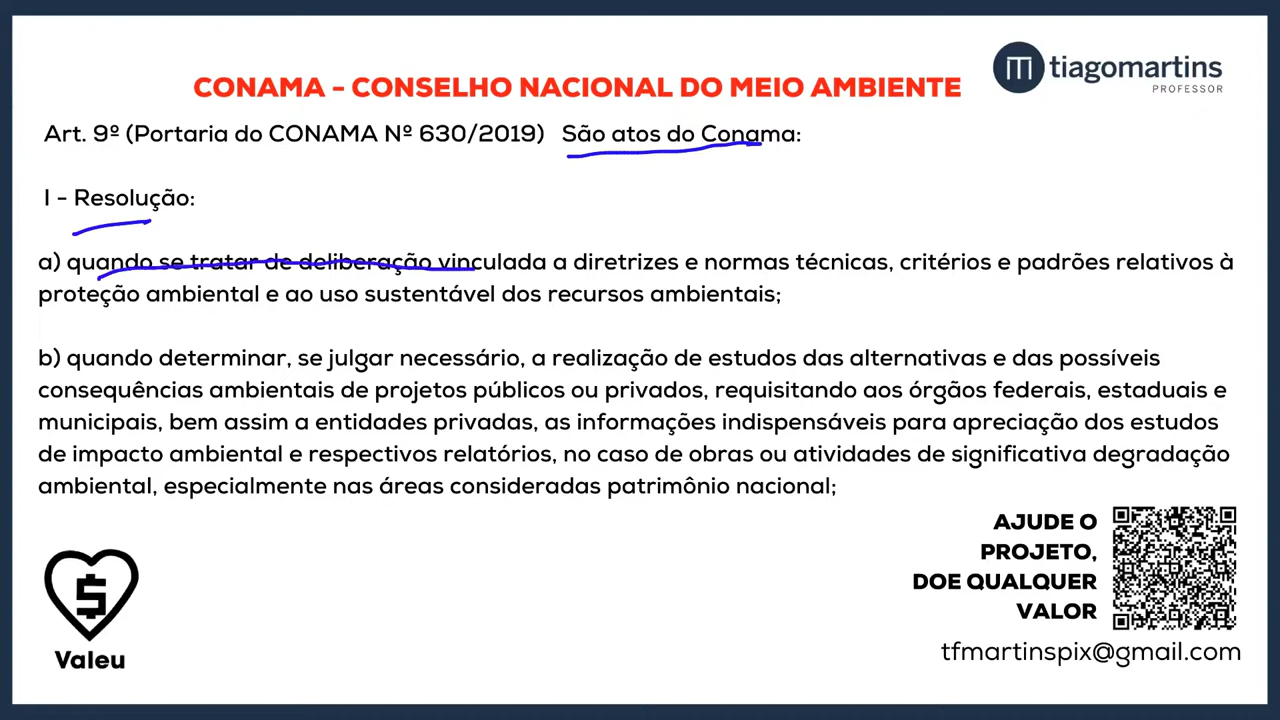 CONAMA - CONSELHO NACIONAL DO MEIO AMBIENTE
tiagomartins
PROFESSOR
Art. 9º (Portaria do CONAMA Nº 630/2019) São atos do Conama:
I - Resolução:
a) quando se tratar de deliberação vinculada a diretrizes e normas técnicas, critérios e padrões relativos à
proteção ambiental e ao uso sustentável dos recursos ambientais;
b) quando determinar, se julgar necessário, a realização de estudos das alternativas e das possíveis
consequências ambientais de projetos públicos ou privados, requisitando aos órgãos federais, estaduais e
municipais, bem assim a entidades privadas, as informações indispensáveis para apreciação dos estudos
de impacto ambiental e respectivos relatórios, no caso de obras ou atividades de significativa degradação
ambiental, especialmente nas áreas consideradas patrimônio nacional;
AJUDE O
PROJETO,
DOE QUALQUER
VALOR
tfmartinspix@gmail.com
$
Valeu